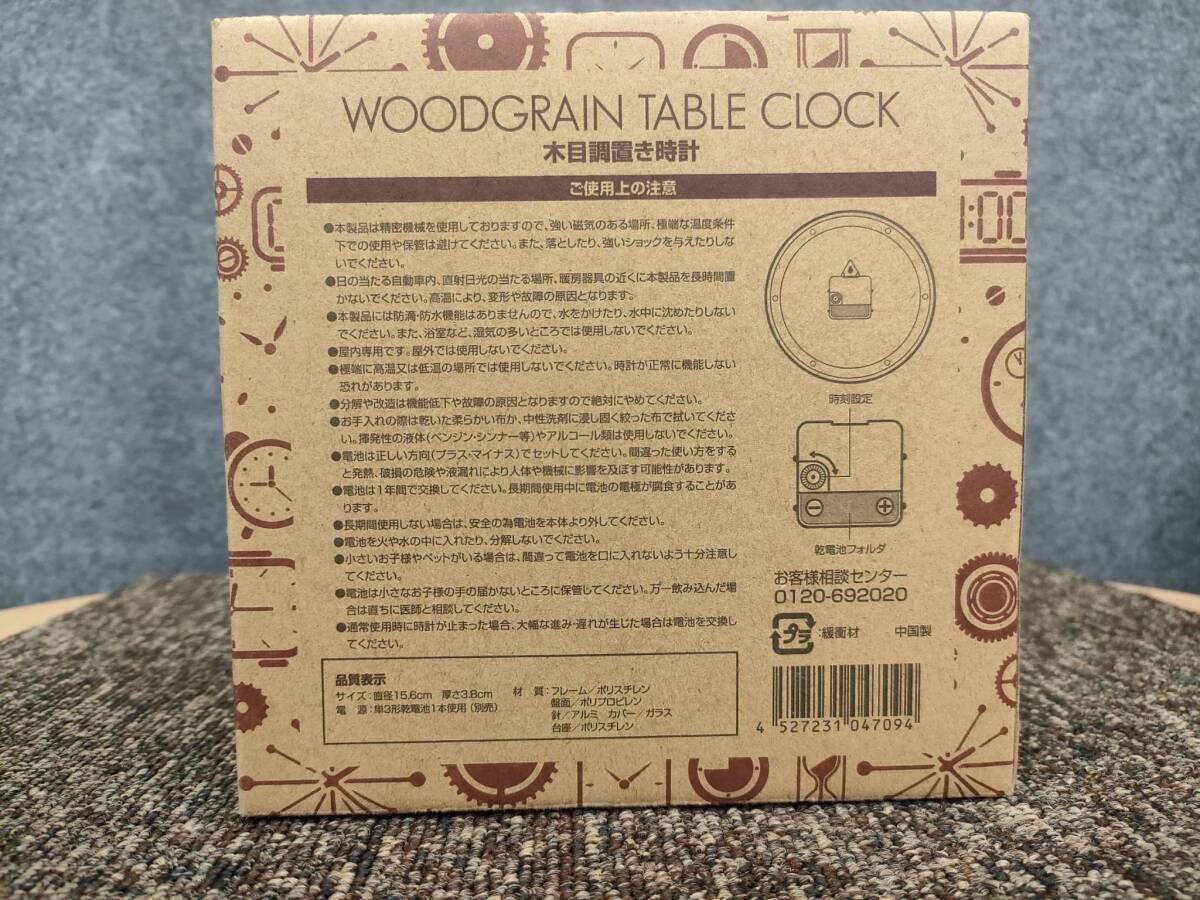 WOODGRAIN TABLE CLOCK
木目調置き時計
ご使用上の注意
●本製品は精密機械を使用しておりますので、強い磁気のある場所、極端な温度条件
下での使用や保管は避けてください。また、落としたり、強いショックを与えたりしな
いでください。
●日の当たる自動車内、直射日光の当たる場所、暖房器具の近くに本製品を長時間置
かないでください。高温により、変形や故障の原因となります。
●本製品には防滴・防水機能はありませんので、水をかけたり、水中に沈めたりしない
でください。また、浴室など、湿気の多いところでは使用しないでください。
●屋内専用です。屋外では使用しないでください。
●極端に高温又は低温の場所では使用しないでください。時計が正常に機能しない
恐れがあります。
●分解や改造は機能低下や故障の原因となりますので絶対にやめてください。
●お手入れの際は乾いた柔らかい布か、中性洗剤に浸し固く絞った布で拭いてくださ
い。揮発性の液体(ベンジン・シンナー等)やアルコール類は使用しないでください。
●電池は正しい方向(プラス・マイナス)でセットしてください。間違った使い方をする
と発熱、破損の危険や液漏れにより人体や機械に影響を及ぼす可能性があります。
●電池は1年間で交換してください。長期間使用中に電池の電極が腐食することがあ
ります。
●長期間使用しない場合は、安全の為電池を本体より外してください。
●電池を火や水の中に入れたり、分解しないでください。
●小さいお子様やペットがいる場合は、間違って電池を口に入れないよう十分注意し
てください。
●電池は小さなお子様の手の届かないところに保管してください。万一飲み込んだ場
合は直ちに医師と相談してください。
●通常使用時に時計が止まった場合、大幅な進み・遅れが生じた場合は電池を交換し
てください。
時刻設定
乾電池フォルダ
お客様相談センター
0120-692020
プラ :緩衝材 中国製
品質表示
サイズ:直径15.6cm 厚さ3.8cm
電 源:単3形乾電池1本使用(別売)
材 質:フレーム/ポリスチレン
盤面/ポリプロピレン
針/アルミ カバー/ガラス
台座/ポリスチレン
4 527231 047094